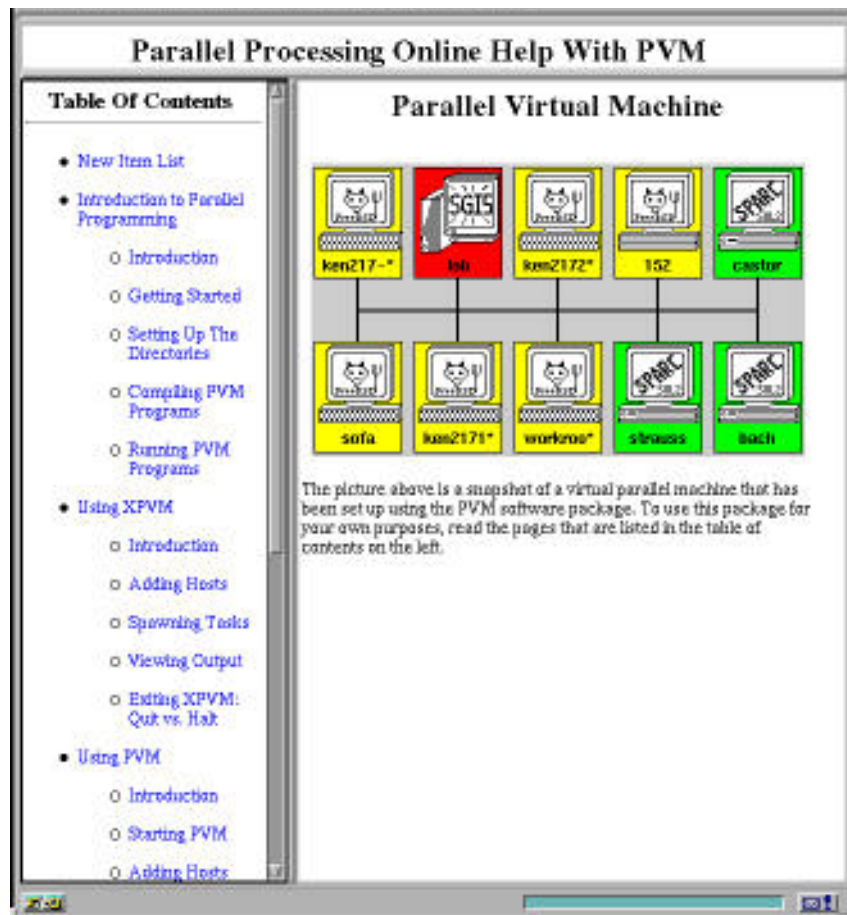 Parallel Processing Online Help With PVM
Table Of Contents
New Item List
Introduction to Parallel
Programming
Introduction
Getting Started
Setting Up The
Directories
Compiling PVM
Programs
Running PVM
Programs
Using XPVM
Introduction
Adding Hosts
Spawning Tasks
Viewing Output
Exiting XPVM:
Quit vs. Halt
Using PVM
Introduction
Starting PVM
Adding Hosts
Parallel Virtual Machine
SGI5
SPARC
ken217-*
ken2172*
152
castor
SPARC
SPARC
sofa
ken2171*
workroo*
strauss
bach
The picture above is a snapshot of a virtual parallel machine that has
been set up using the PVM software package. To use this package for
your own purposes, read the pages that are listed in the table of
contents on the left.